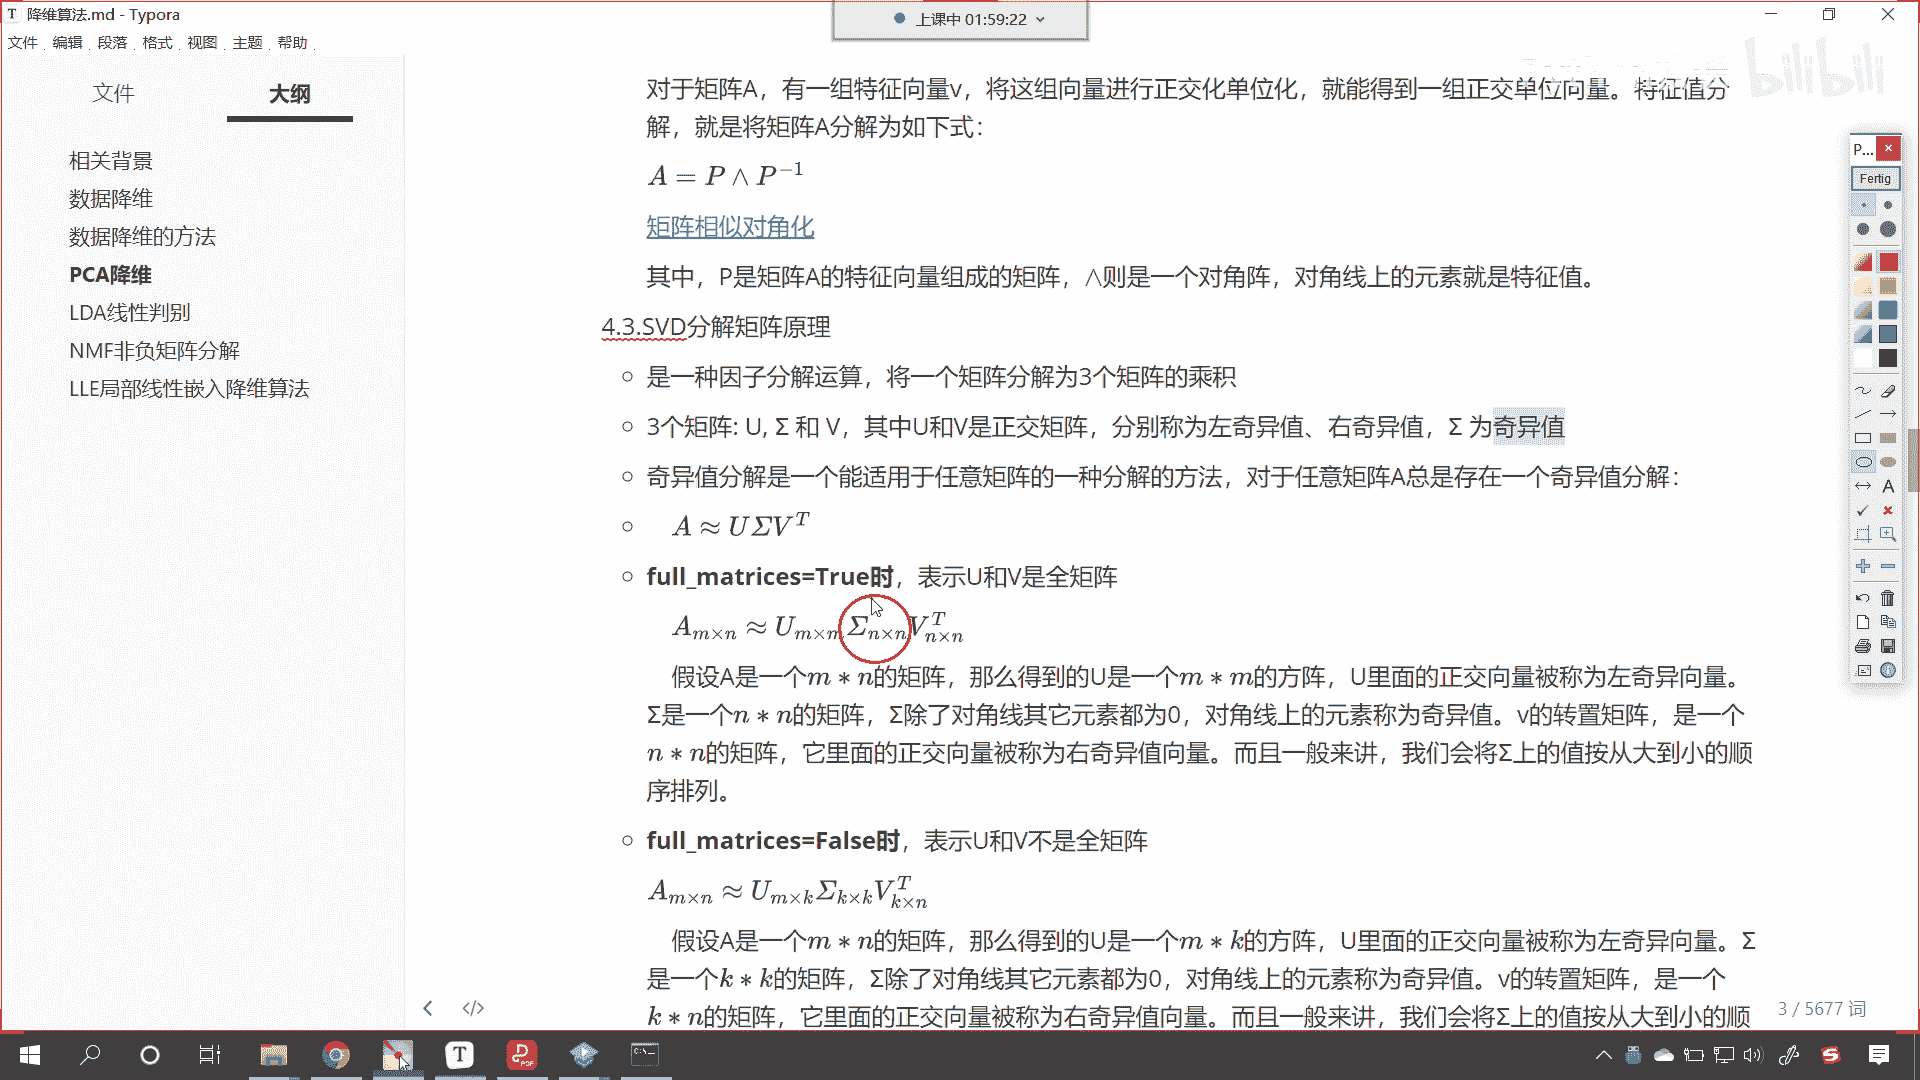 降维算法.md - Typora
上课中 01:59:22
文件 编辑 段落 格式 视图 主题 帮助
bilibili
文件 大纲
相关背景
数据降维
数据降维的方法
PCA降维
LDA线性判别
NMF非负矩阵分解
LLE局部线性嵌入降维算法
对于矩阵A，有一组特征向量v，将这组向量进行正交化单位化，就能得到一组正交单位向量。特征值分
解，就是将矩阵A分解为如下式：
A = P ∧ P⁻¹
矩阵相似对角化
其中，P是矩阵A的特征向量组成的矩阵，∧则是一个对角阵，对角线上的元素就是特征值。
4.3.SVD分解矩阵原理
是一种因子分解运算，将一个矩阵分解为3个矩阵的乘积
3个矩阵: U, Σ 和 V，其中U和V是正交矩阵，分别称为左奇异值、右奇异值，Σ 为奇异值
奇异值分解是一个能适用于任意矩阵的一种分解的方法，对于任意矩阵A总是存在一个奇异值分解：
A ≈ UΣV^T
full_matrices=True时，表示U和V是全矩阵
A_{m×n} ≈ U_{m×m} Σ_{n×n} V^T_{n×n}
假设A是一个m ∗ n的矩阵，那么得到的U是一个m ∗ m的方阵，U里面的正交向量被称为左奇异向量。
Σ是一个n ∗ n的矩阵，Σ除了对角线其它元素都为0，对角线上的元素称为奇异值。v的转置矩阵，是一个
n ∗ n的矩阵，它里面的正交向量被称为右奇异值向量。而且一般来讲，我们会将Σ上的值按从大到小的顺
序排列。
full_matrices=False时，表示U和V不是全矩阵
A_{m×n} ≈ U_{m×k} Σ_{k×k} V^T_{k×n}
假设A是一个m ∗ n的矩阵，那么得到的U是一个m ∗ k的方阵，U里面的正交向量被称为左奇异向量。Σ
是一个k ∗ k的矩阵，Σ除了对角线其它元素都为0，对角线上的元素称为奇异值。v的转置矩阵，是一个
k ∗ n的矩阵，它里面的正交向量被称为右奇异值向量。而且一般来讲，我们会将Σ上的值按从大到小的顺
3 / 5677 词
P...
Fertig